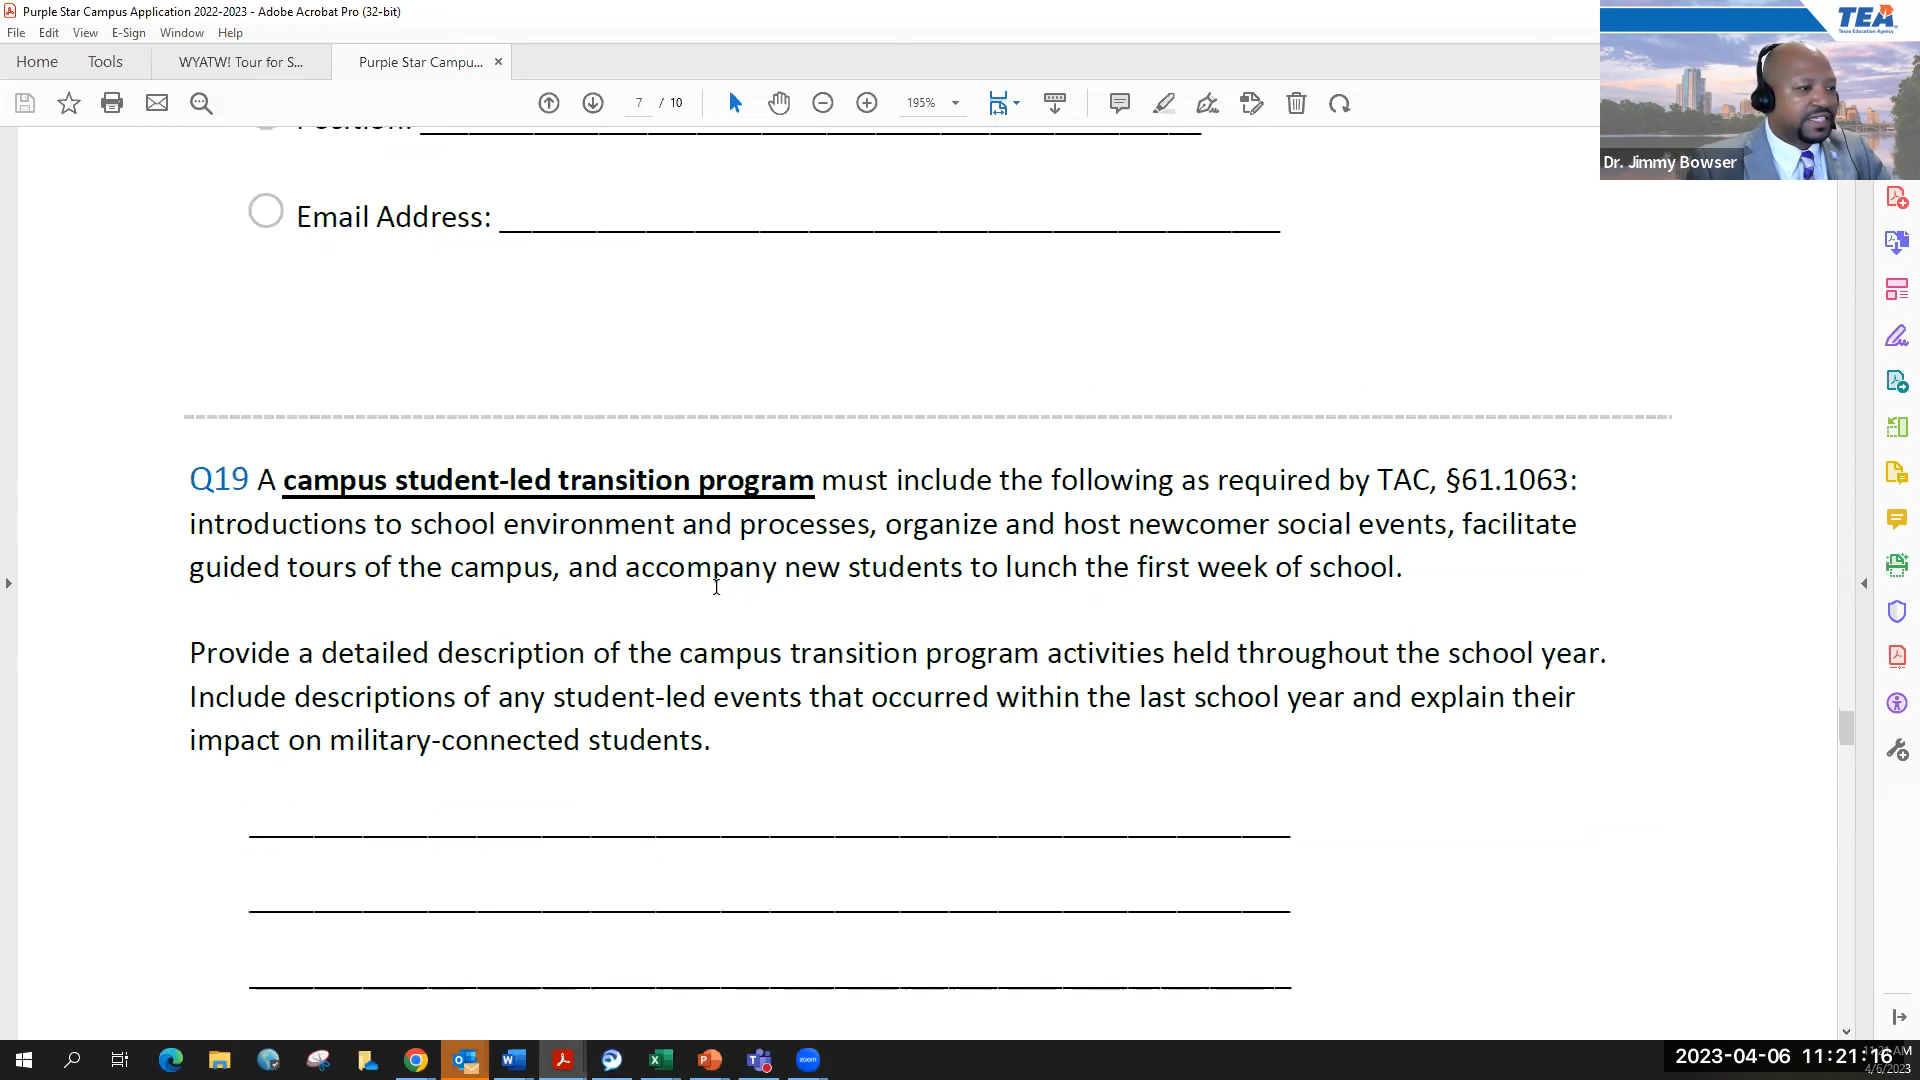 Purple Star Campus Application 2022-2023 - Adobe Acrobat Pro (32-bit)
File Edit View E-Sign Window Help
Home Tools WYATW! Tour for S... Purple Star Campu... ×
7 / 10 195%
TEA
Texas Education Agency
Dr. Jimmy Bowser
Position:
Email Address:
Q19 A campus student-led transition program must include the following as required by TAC, §61.1063:
introductions to school environment and processes, organize and host newcomer social events, facilitate
guided tours of the campus, and accompany new students to lunch the first week of school.
Provide a detailed description of the campus transition program activities held throughout the school year.
Include descriptions of any student-led events that occurred within the last school year and explain their
impact on military-connected students.
zoom
2023-04-06 11:21:16
4/6/2023